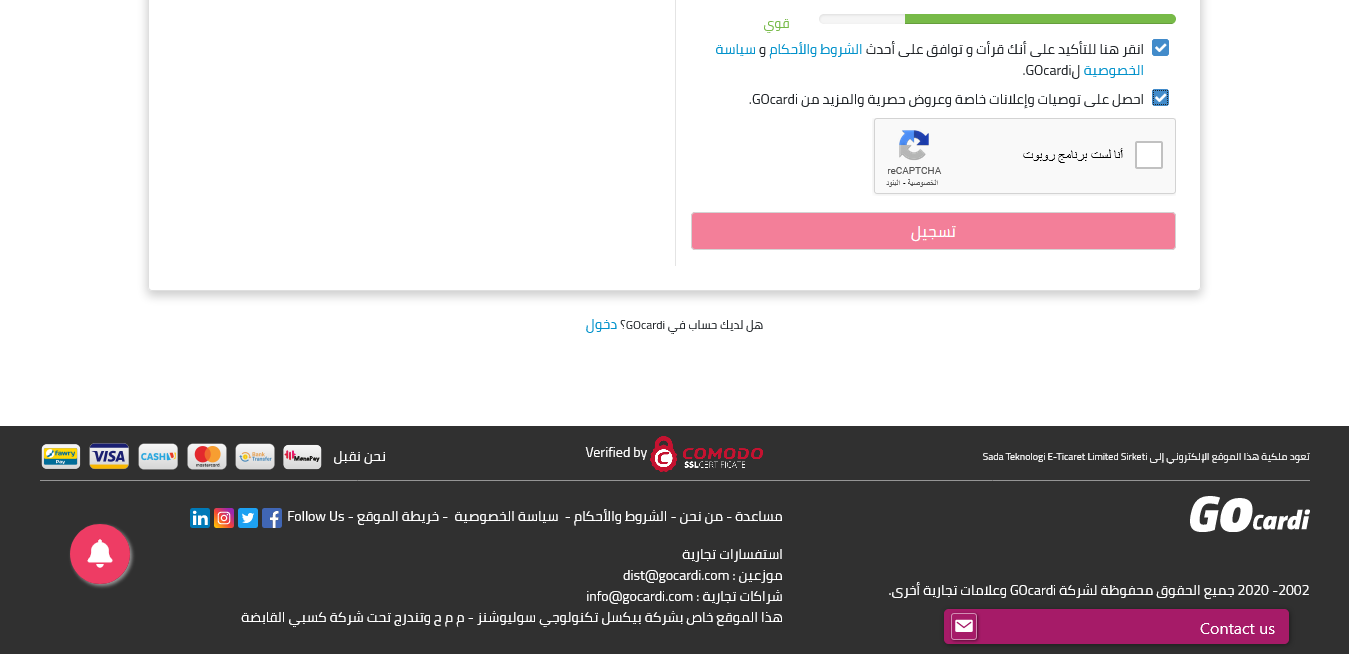 قوي
انقر هنا للتأكيد على أنك قرأت و توافق على أحدث الشروط والأحكام و سياسة
الخصوصية لGOcardi.
احصل على توصيات وإعلانات خاصة وعروض حصرية والمزيد من GOcardi.
أنا لست برنامج روبوت
reCAPTCHA
الخصوصية - البنود
تسجيل
هل لديك حساب في GOcardi؟ دخول
تعود ملكية هذا الموقع الإلكتروني إلى Sada Teknologi E-Ticaret Limited Sirketi
Verified by COMODO
SSL CERTIFICATE
نحن نقبل
MonoPay
Bank Transfer
mastercard
CASHU
VISA
fawry Pay
GOcardi
مساعدة - من نحن - الشروط والأحكام - سياسة الخصوصية - خريطة الموقع - Follow Us
استفسارات تجارية
موزعين : dist@gocardi.com
شراكات تجارية : info@gocardi.com
هذا الموقع خاص بشركة بيكسل تكنولوجي سوليوشنز - م م ح وتندرج تحت شركة كسبي القابضة
2002- 2020 جميع الحقوق محفوظة لشركة GOcardi وعلامات تجارية أخرى.
Contact us